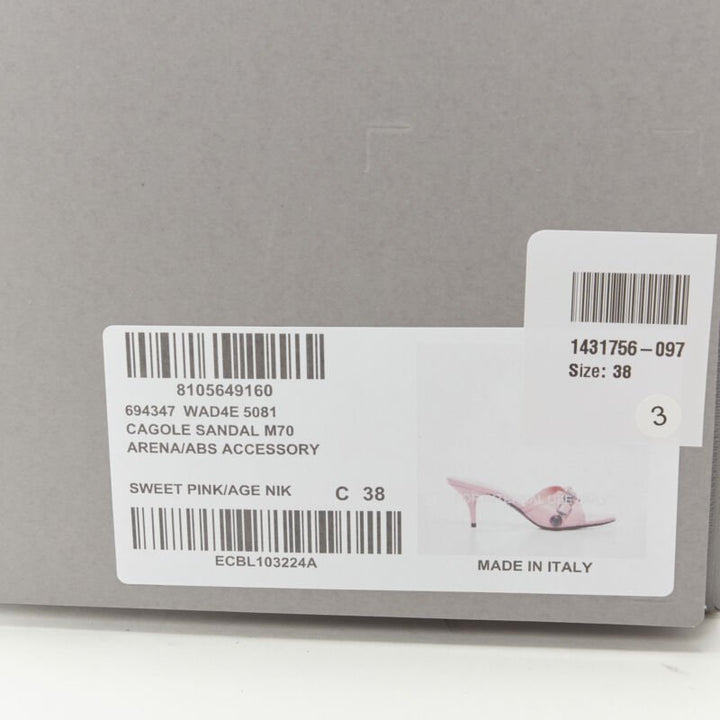 1431756-097
Size: 38
3
8105649160
694347 WAD4E 5081
CAGOLE SANDAL M70
ARENA/ABS ACCESSORY
SWEET PINK/AGE NIK C 38
ECBL103224A
MADE IN ITALY